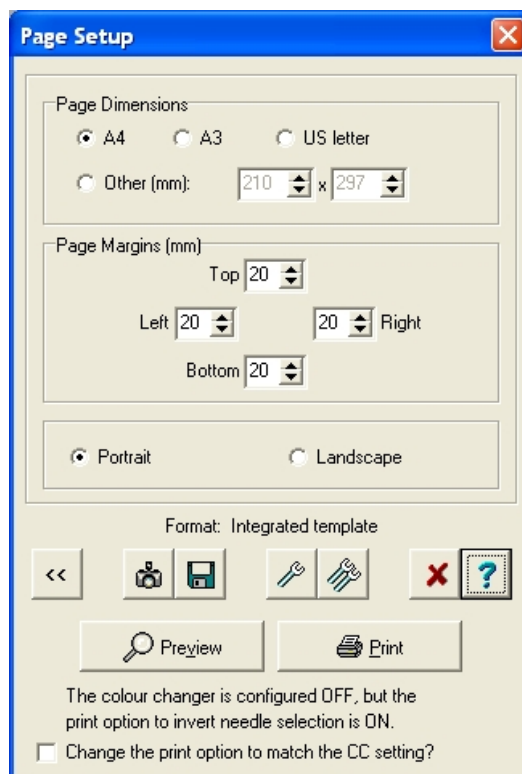 Page Setup
Page Dimensions
A4 A3 US letter
Other (mm): 210 x 297
Page Margins (mm)
Top 20
Left 20 20 Right
Bottom 20
Portrait Landscape
Format: Integrated template
<< ?
Preview Print
The colour changer is configured OFF, but the
print option to invert needle selection is ON.
Change the print option to match the CC setting?